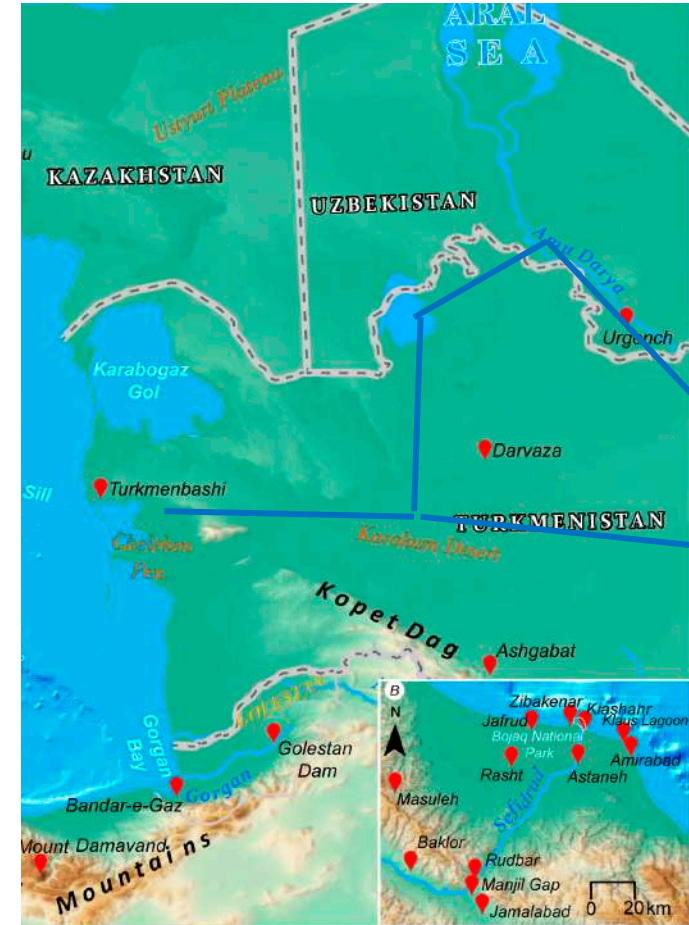 ARAL
SEA
Ustyurt Plateau
u
KAZAKHSTAN
UZBEKISTAN
Amu Darya
Urgench
Karabogaz
Gol
Darvaza
Sill
Turkmenbashi
TURKMENISTAN
Karakum Desert
Pen.
Kopet Dag
Ashgabat
Gorgan
Bay
Golestan
Dam
Gorgan
Bandar-e-Gaz
Mount Damavand
Mountains
B
N
Zibakenar
Kiashahr
Jafrud
Klaus Lagoon
Bojaq National
Park
Amirabad
Rasht
Astaneh
Masuleh
Sefidrud
Baklor
Rudbar
Manjil Gap
Jamalabad
0 20 km